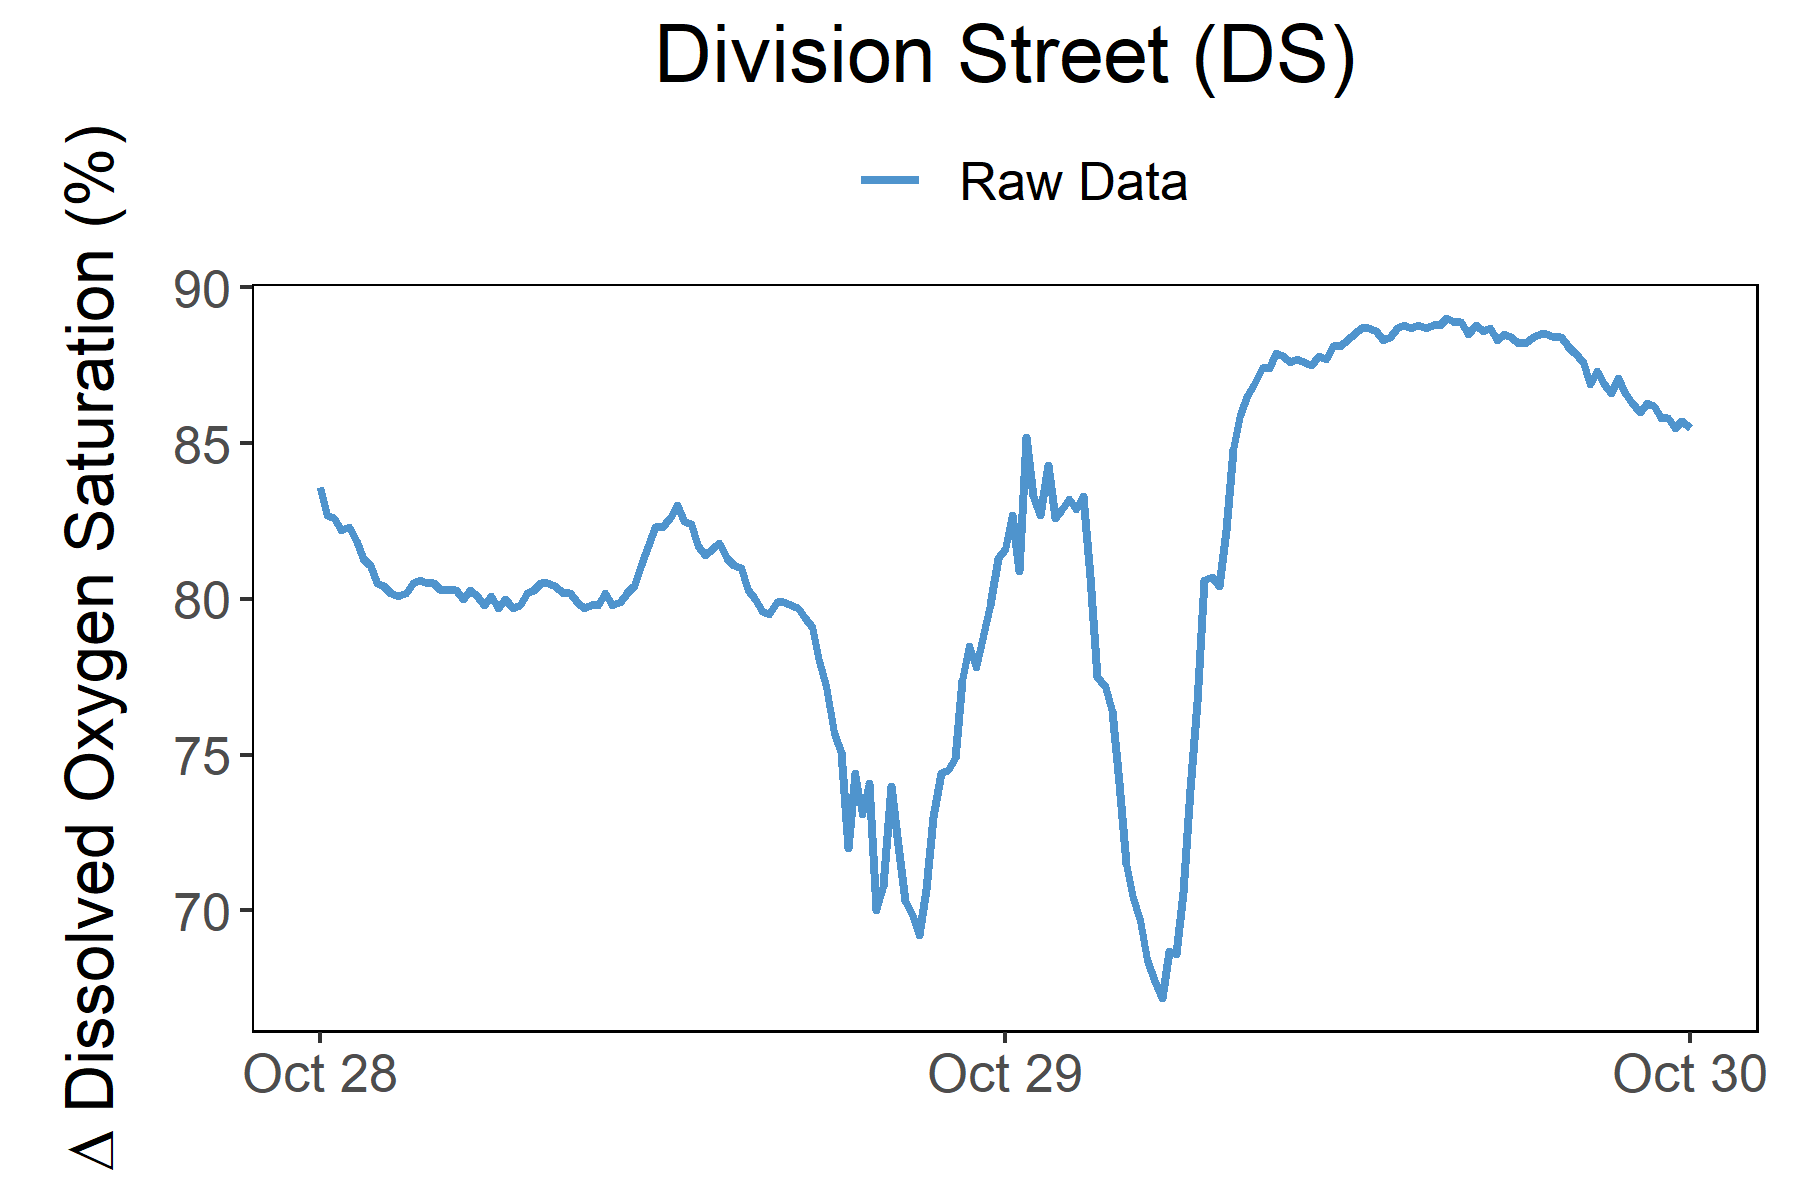 Division Street (DS)
Raw Data
Δ Dissolved Oxygen Saturation (%)
90
85
80
75
70
Oct 28
Oct 29
Oct 30